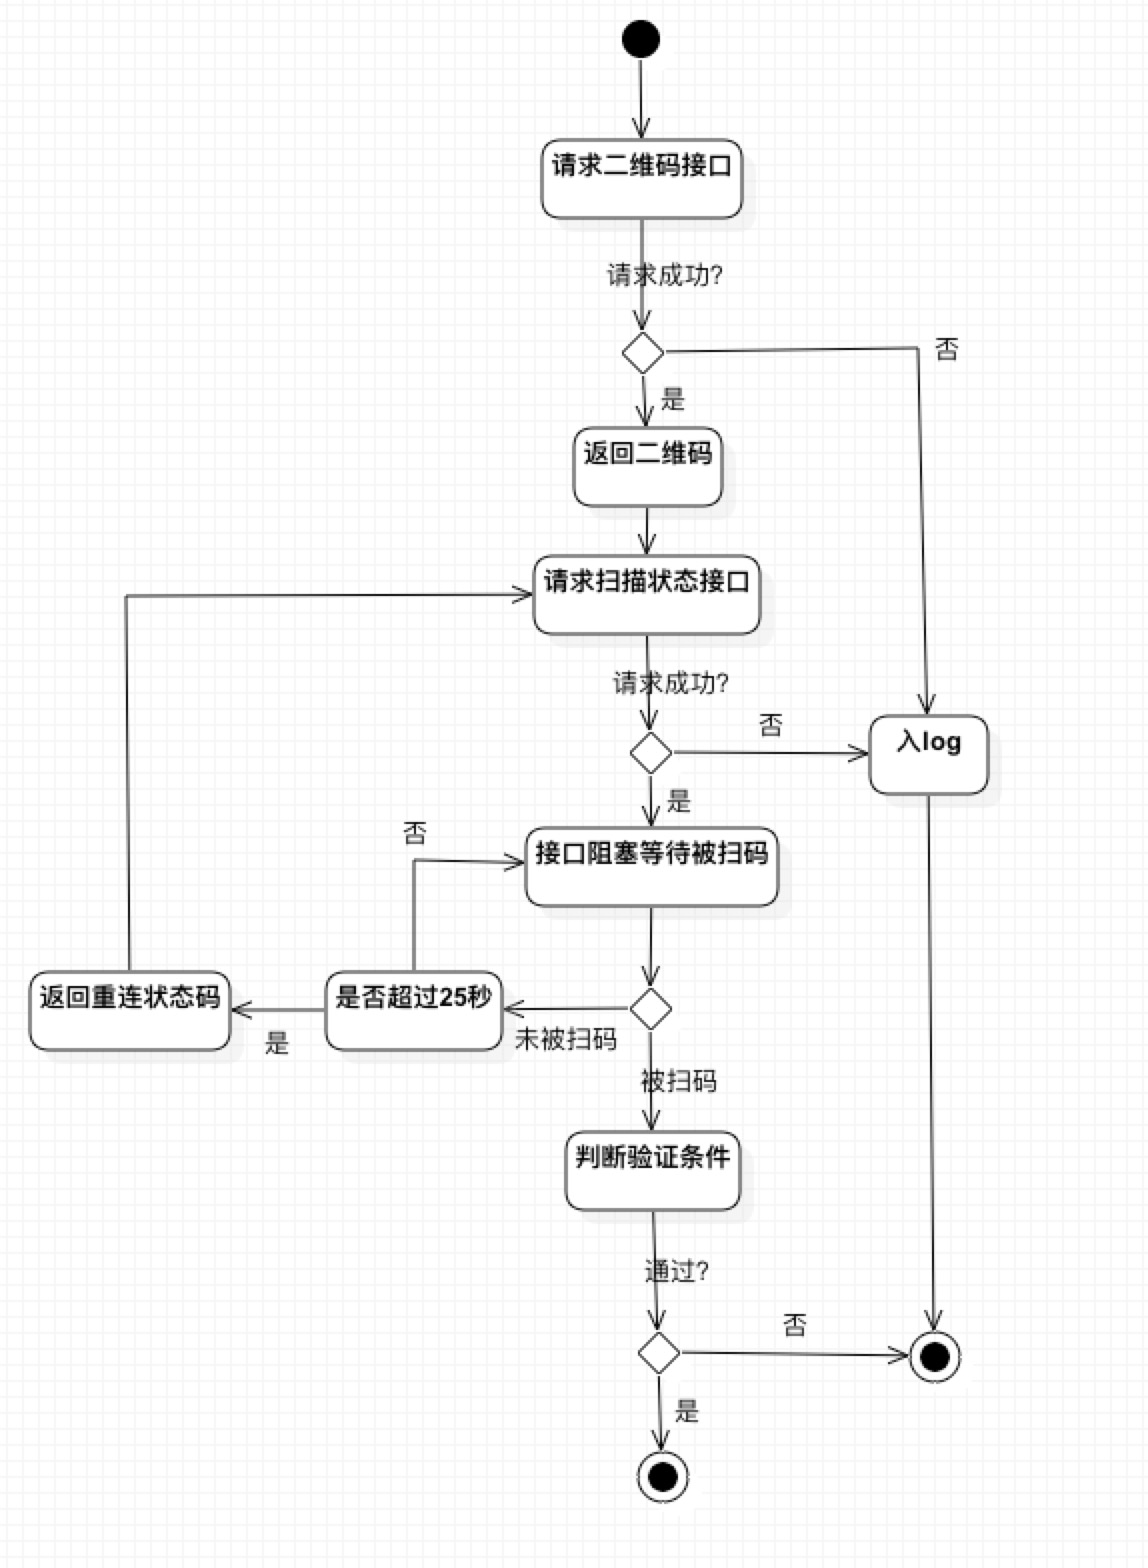 请求二维码接口
请求成功?
否
是
返回二维码
请求扫描状态接口
请求成功?
否
入log
是
否
接口阻塞等待被扫码
返回重连状态码
是否超过25秒
是
未被扫码
被扫码
判断验证条件
通过?
否
是